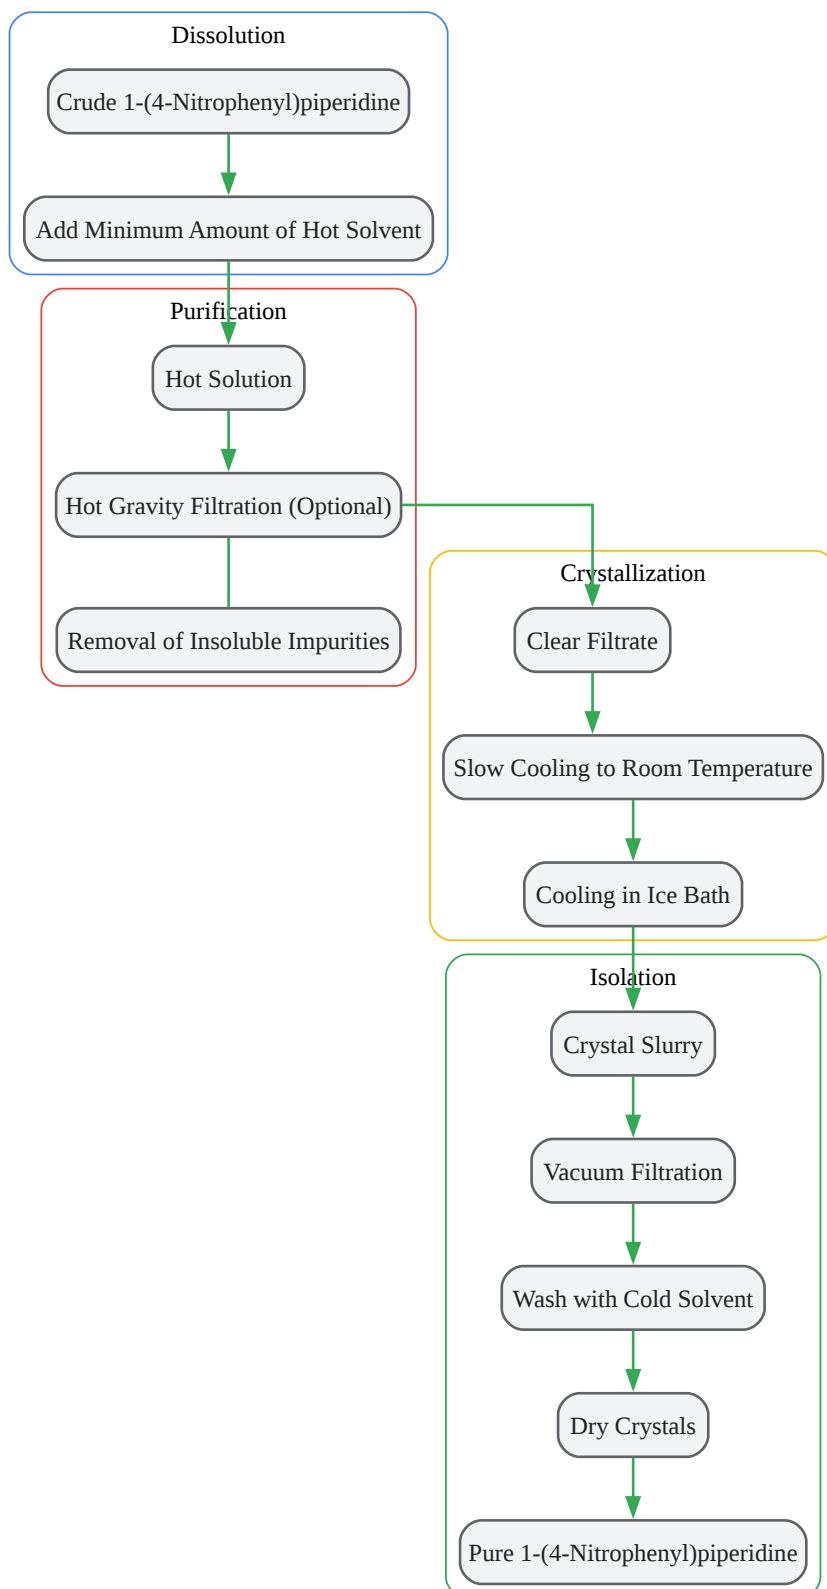 Dissolution
Crude 1-(4-Nitrophenyl)piperidine
Add Minimum Amount of Hot Solvent
Purification
Hot Solution
Hot Gravity Filtration (Optional)
Removal of Insoluble Impurities
Crystallization
Clear Filtrate
Slow Cooling to Room Temperature
Cooling in Ice Bath
Isolation
Crystal Slurry
Vacuum Filtration
Wash with Cold Solvent
Dry Crystals
Pure 1-(4-Nitrophenyl)piperidine